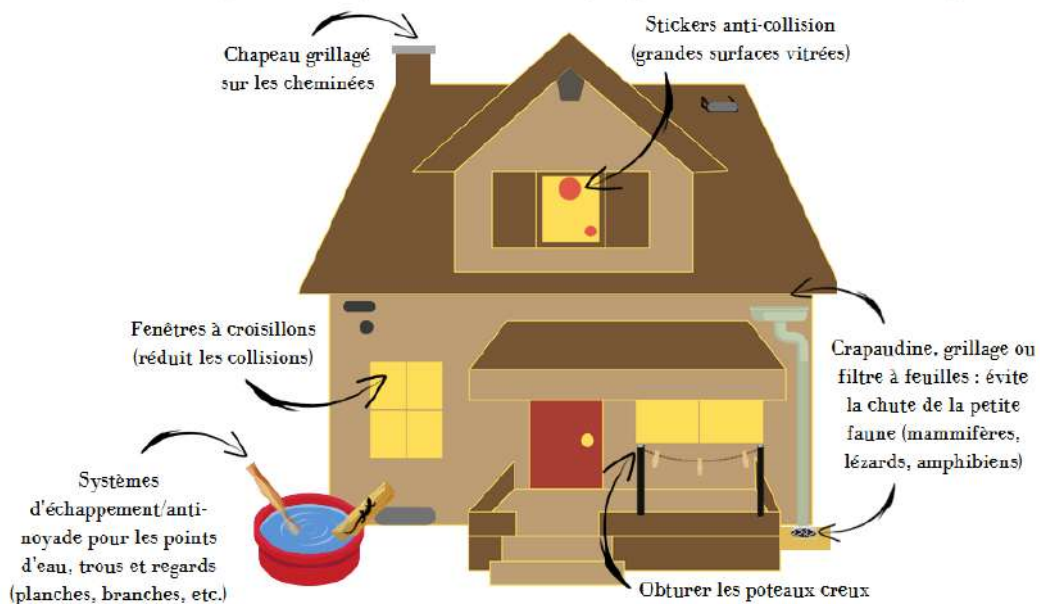 Chapeau grillagé
sur les cheminées
Stickers anti-collision
(grandes surfaces vitrées)
Fenêtres à croisillons
(réduit les collisions)
Crapaudine, grillage ou
filtre à feuilles : évite
la chute de la petite
faune (mammifères,
lézards, amphibiens)
Systèmes
d'échappement/anti-
noyade pour les points
d'eau, trous et regards
(planches, branches, etc.)
Obturer les poteaux creux